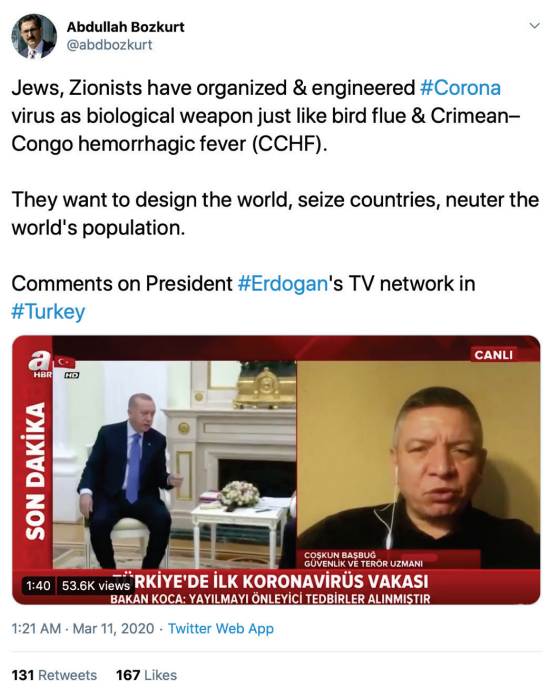 Abdullah Bozkurt
@abdbozkurt
Jews, Zionists have organized & engineered #Corona
virus as biological weapon just like bird flue & Crimean–
Congo hemorrhagic fever (CCHF).
They want to design the world, seize countries, neuter the
world's population.
Comments on President #Erdogan's TV network in
#Turkey
a
HBR HD
CANLI
SON DAKİKA
COŞKUN BAŞBUĞ
GÜVENLİK VE TERÖR UZMANI
1:40 53.6K views
RKİYE'DE İLK KORONAVİRÜS VAKASI
BAKAN KOCA: YAYILMAYI ÖNLEYİCİ TEDBİRLER ALINMIŞTIR
1:21 AM · Mar 11, 2020 · Twitter Web App
131 Retweets 167 Likes